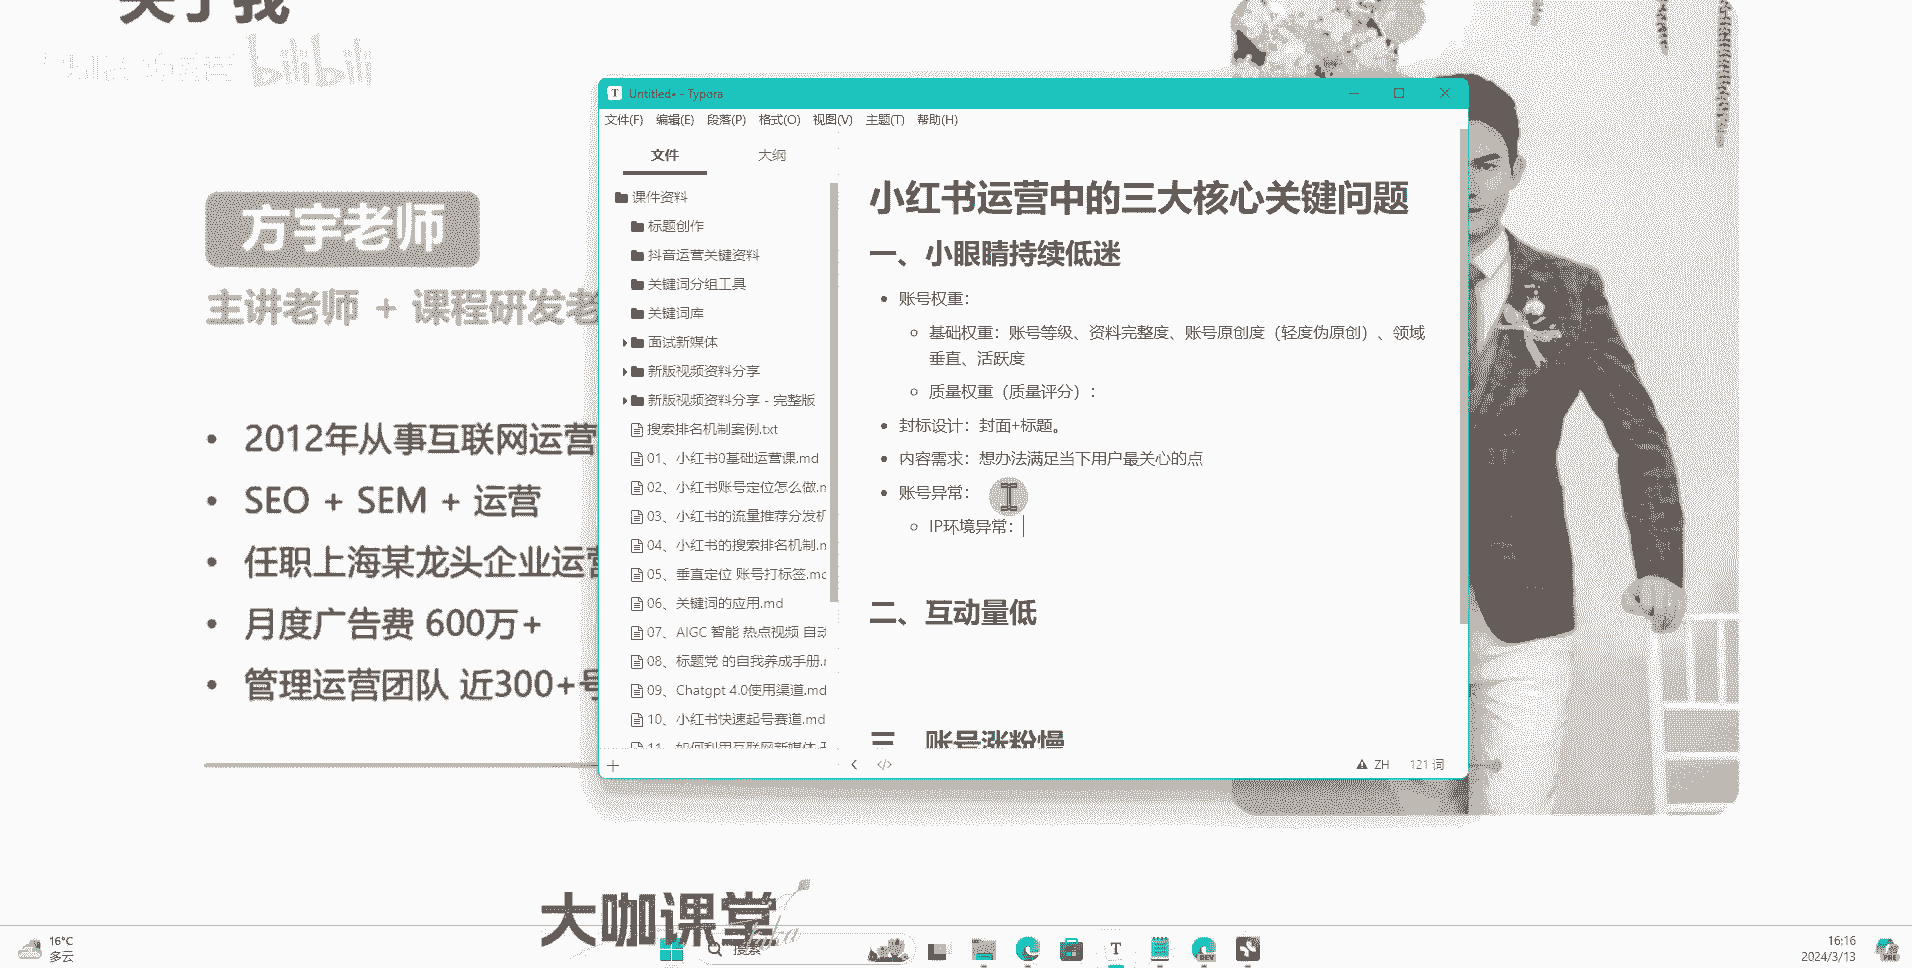 关于我
bilibili
方宇老师
主讲老师 + 课程研发老
2012年从事互联网运营
SEO + SEM + 运营
任职上海某龙头企业运营
月度广告费 600万+
管理运营团队 近300+号
大咖课堂
Untitled• - Typora
文件(F) 编辑(E) 段落(P) 格式(O) 视图(V) 主题(T) 帮助(H)
文件 大纲
课件资料
标题创作
抖音运营关键资料
关键词分组工具
关键词库
面试新媒体
新版视频资料分享
新版视频资料分享 - 完整版
搜索排名机制案例.txt
01、小红书0基础运营课.md
02、小红书账号定位怎么做.m
03、小红书的流量推荐分发机
04、小红书的搜索排名机制.m
05、垂直定位 账号打标签.md
06、关键词的应用.md
07、AIGC 智能 热点视频 自动
08、标题党 的自我养成手册.m
09、Chatgpt 4.0使用渠道.md
10、小红书快速起号赛道.md
11、如何利用互联网新媒体
小红书运营中的三大核心关键问题
一、小眼睛持续低迷
账号权重：
基础权重：账号等级、资料完整度、账号原创度（轻度伪原创）、领域
垂直、活跃度
质量权重（质量评分）：
封标设计：封面+标题。
内容需求：想办法满足当下用户最关心的点
账号异常：
IP环境异常：
二、互动量低
三、账号涨粉慢
ZH 121 词
16°C
多云
搜索
DEV
16:16
2024/3/13
PRE